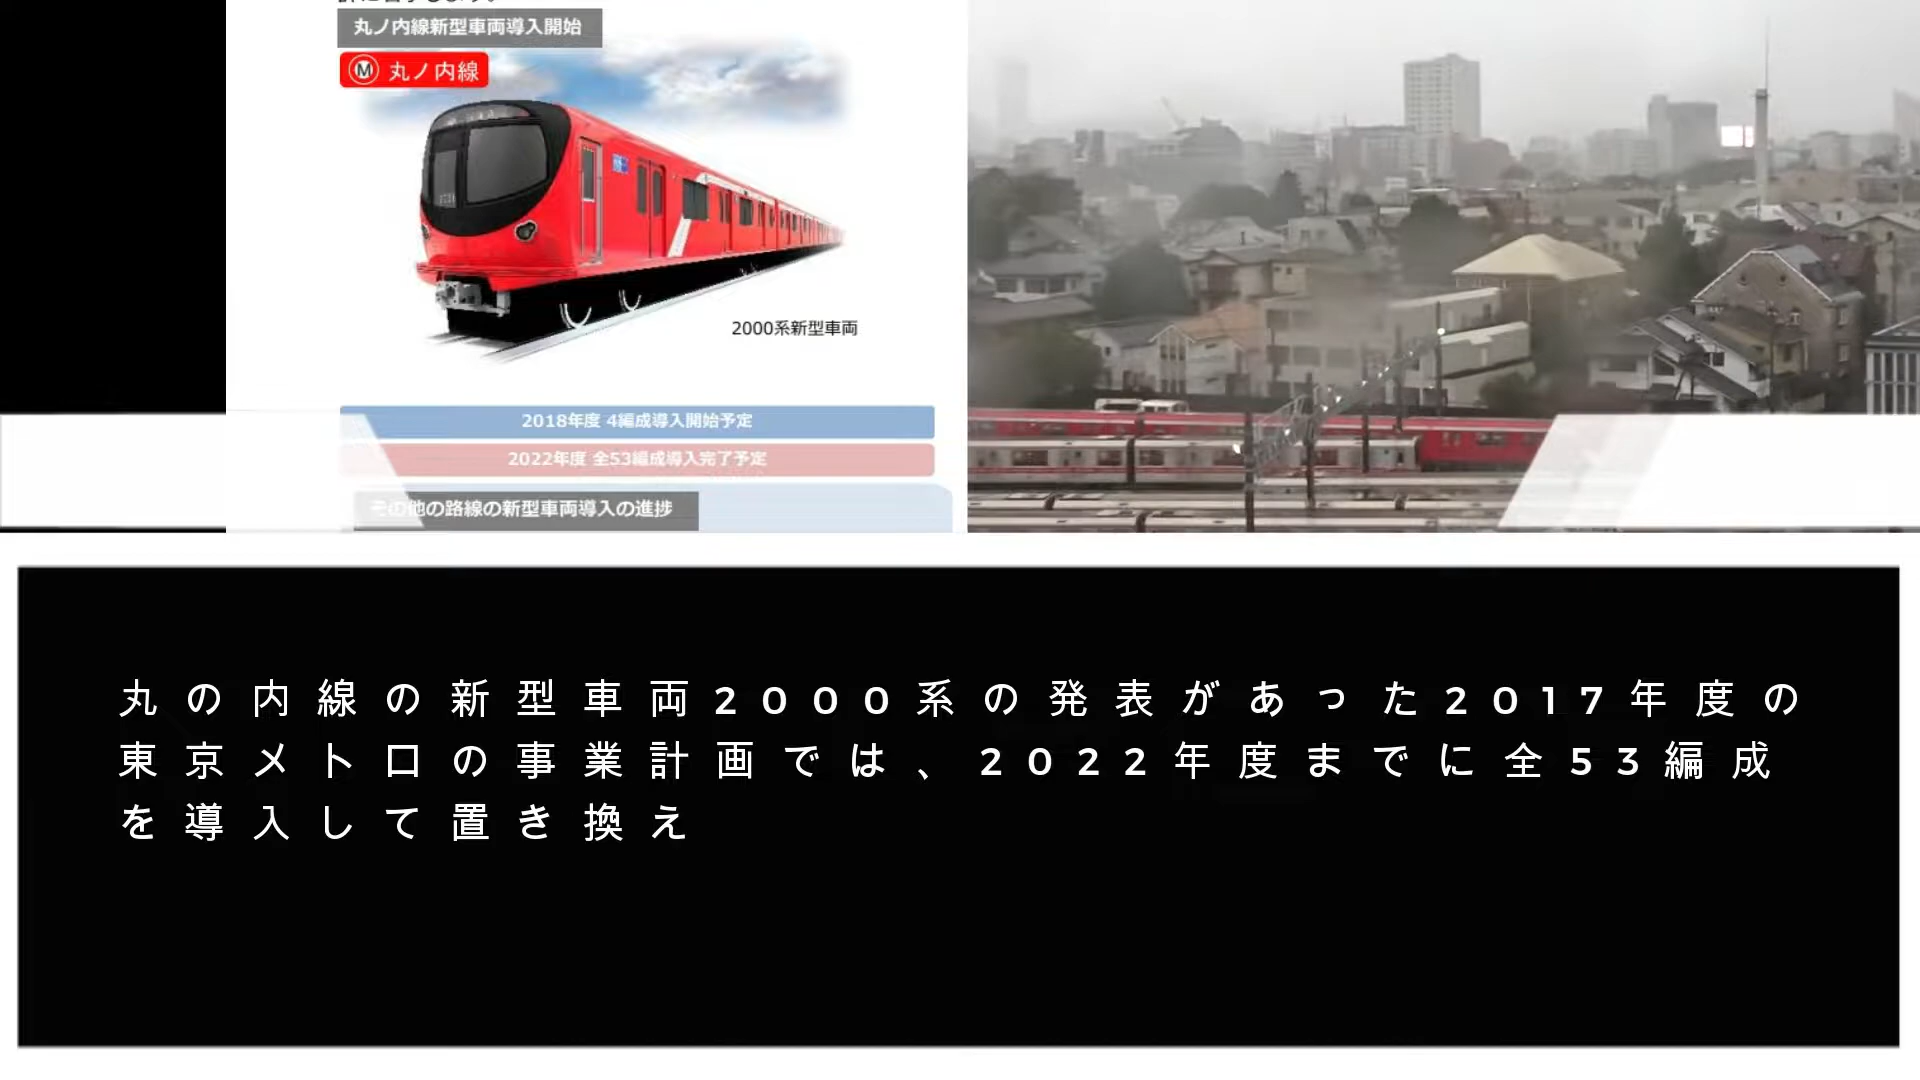 丸ノ内線新型車両導入開始
M 丸ノ内線
2000系新型車両
2018年度 4編成導入開始予定
2022年度 全53編成導入完了予定
その他の路線の新型車両導入の進捗
丸の内線の新型車両2000系の発表があった2017年度の
東京メトロの事業計画では、2022年度までに全53編成
を導入して置き換え